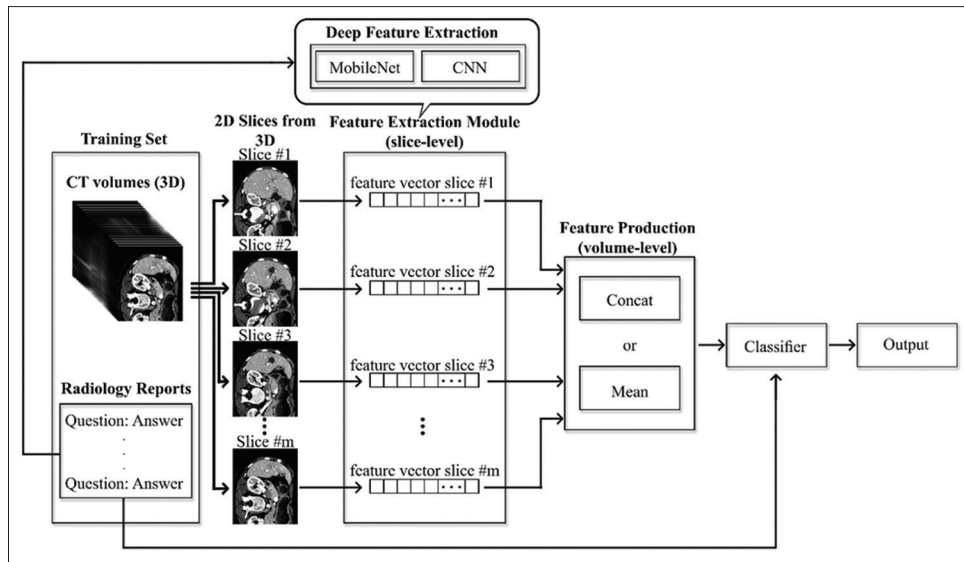 Deep Feature Extraction
MobileNet
CNN
Training Set
CT volumes (3D)
Radiology Reports
Question: Answer
.
.
.
Question: Answer
2D Slices from
3D
Slice #1
Slice #2
Slice #3
Slice #m
Feature Extraction Module
(slice-level)
feature vector slice #1
feature vector slice #2
feature vector slice #3
feature vector slice #m
Feature Production
(volume-level)
Concat
or
Mean
Classifier
Output